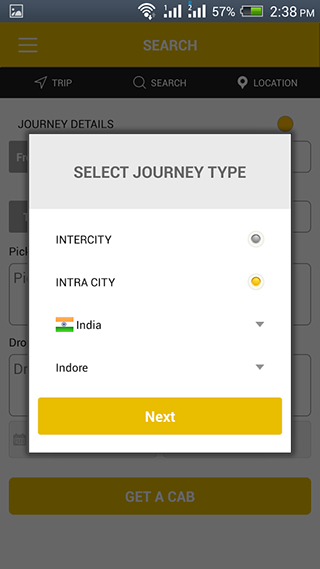 57% 2:38 PM
SEARCH
TRIP SEARCH LOCATION
JOURNEY DETAILS
Fr
SELECT JOURNEY TYPE
INTERCITY
INTRA CITY
India
Indore
Next
Pick
Pic
Dro
Dr
GET A CAB